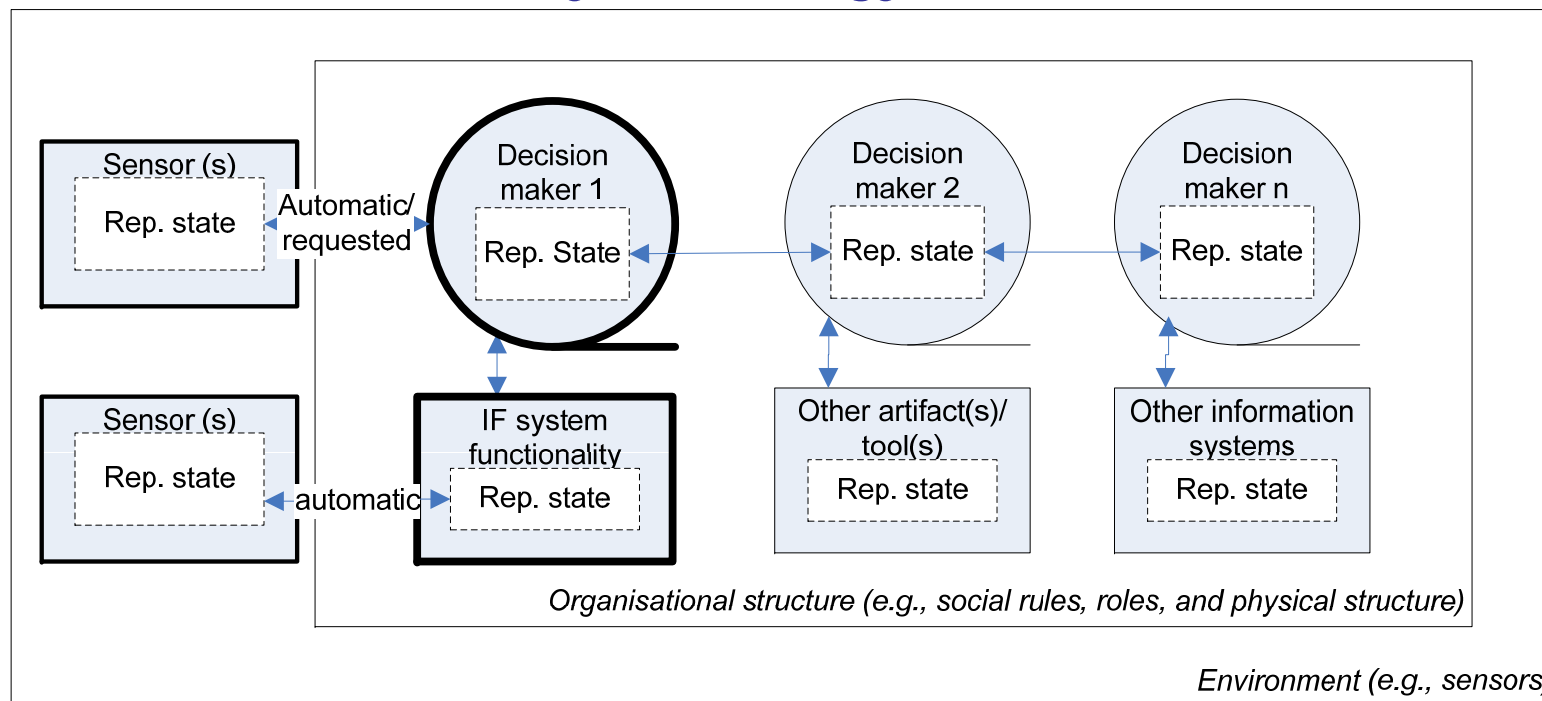 Sensor (s)
Rep. state
Automatic/
requested
Decision
maker 1
Rep. State
Decision
maker 2
Rep. state
Decision
maker n
Rep. state
Sensor (s)
Rep. state
automatic
IF system
functionality
Rep. state
Other artifact(s)/
tool(s)
Rep. state
Other information
systems
Rep. state
Organisational structure (e.g., social rules, roles, and physical structure)
Environment (e.g., sensors)